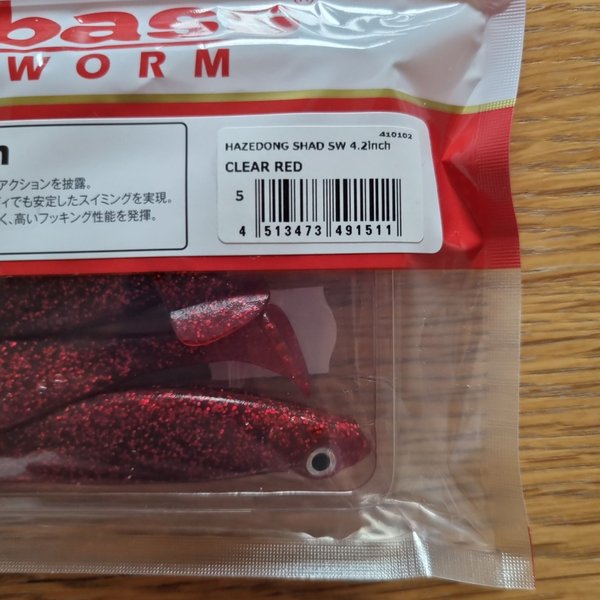 bas
WORM
410102
HAZEDONG SHAD SW 4.2inch
CLEAR RED
5
4 513473 491511
アクションを披露。
ィでも安定したスイミングを実現。
く、高いフッキング性能を発揮。